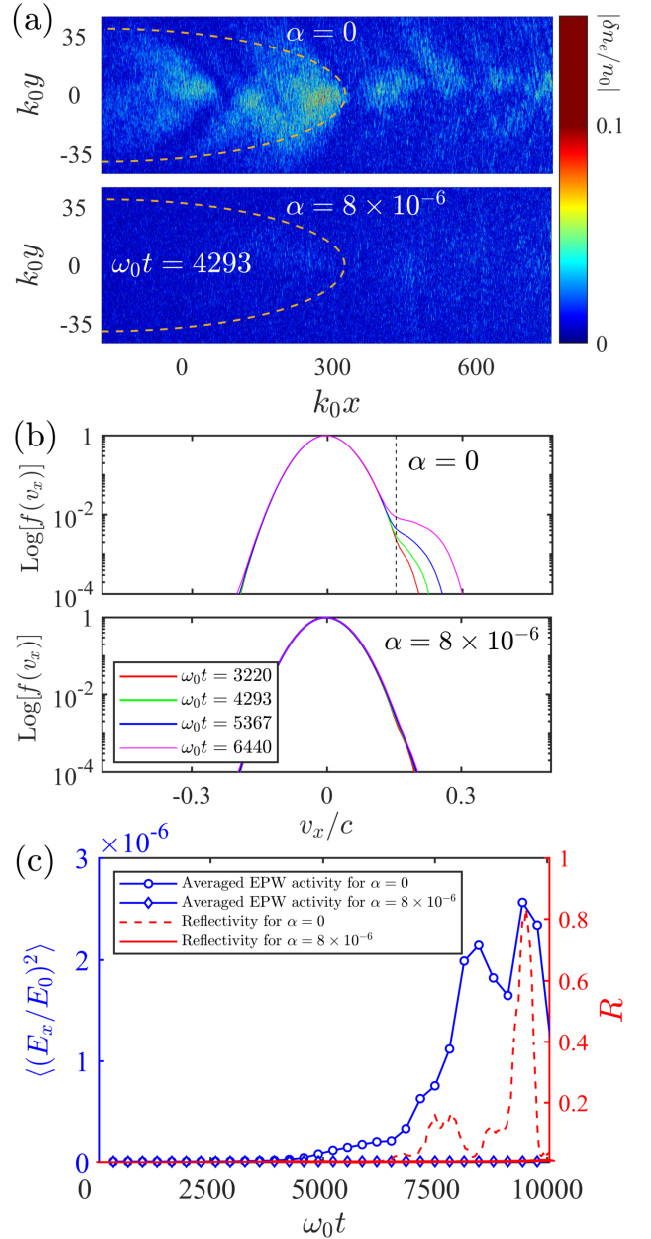 (a)
α = 0
35
0
-35
k₀y
|δnₑ/n₀|
0.1
0
α = 8 × 10⁻⁶
35
0
-35
k₀y
ω₀t = 4293
0 300 600
k₀x
(b)
1
10⁻²
10⁻⁴
Log[f(vₓ)]
α = 0
1
10⁻²
10⁻⁴
Log[f(vₓ)]
α = 8 × 10⁻⁶
ω₀t = 3220
ω₀t = 4293
ω₀t = 5367
ω₀t = 6440
-0.3 0 0.3
vₓ/c
(c)
×10⁻⁶
3
2
1
0
⟨(Eₓ/E₀)²⟩
Averaged EPW activity for α = 0
Averaged EPW activity for α = 8 × 10⁻⁶
Reflectivity for α = 0
Reflectivity for α = 8 × 10⁻⁶
1
0.8
0.6
0.4
0.2
R
0 2500 5000 7500 10000
ω₀t